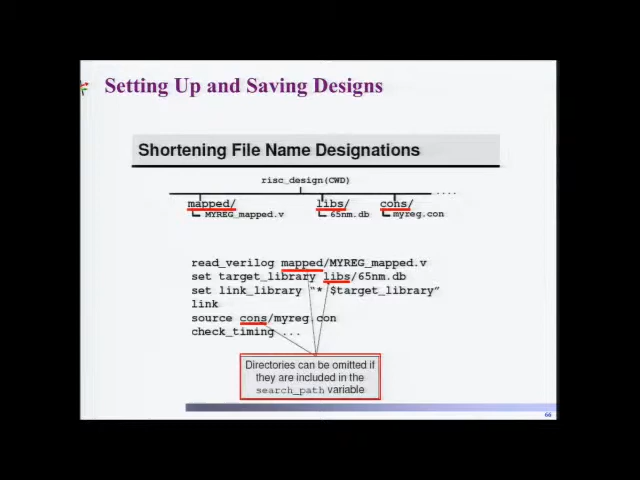 Setting Up and Saving Designs
Shortening File Name Designations
risc_design(CWD)
mapped/ libs/ cons/ ....
MYREG_mapped.v 65nm.db myreg.con
read_verilog mapped/MYREG_mapped.v
set target_library libs/65nm.db
set link_library "* $target_library"
link
source cons/myreg.con
check_timing ...
Directories can be omitted if
they are included in the
search_path variable
66